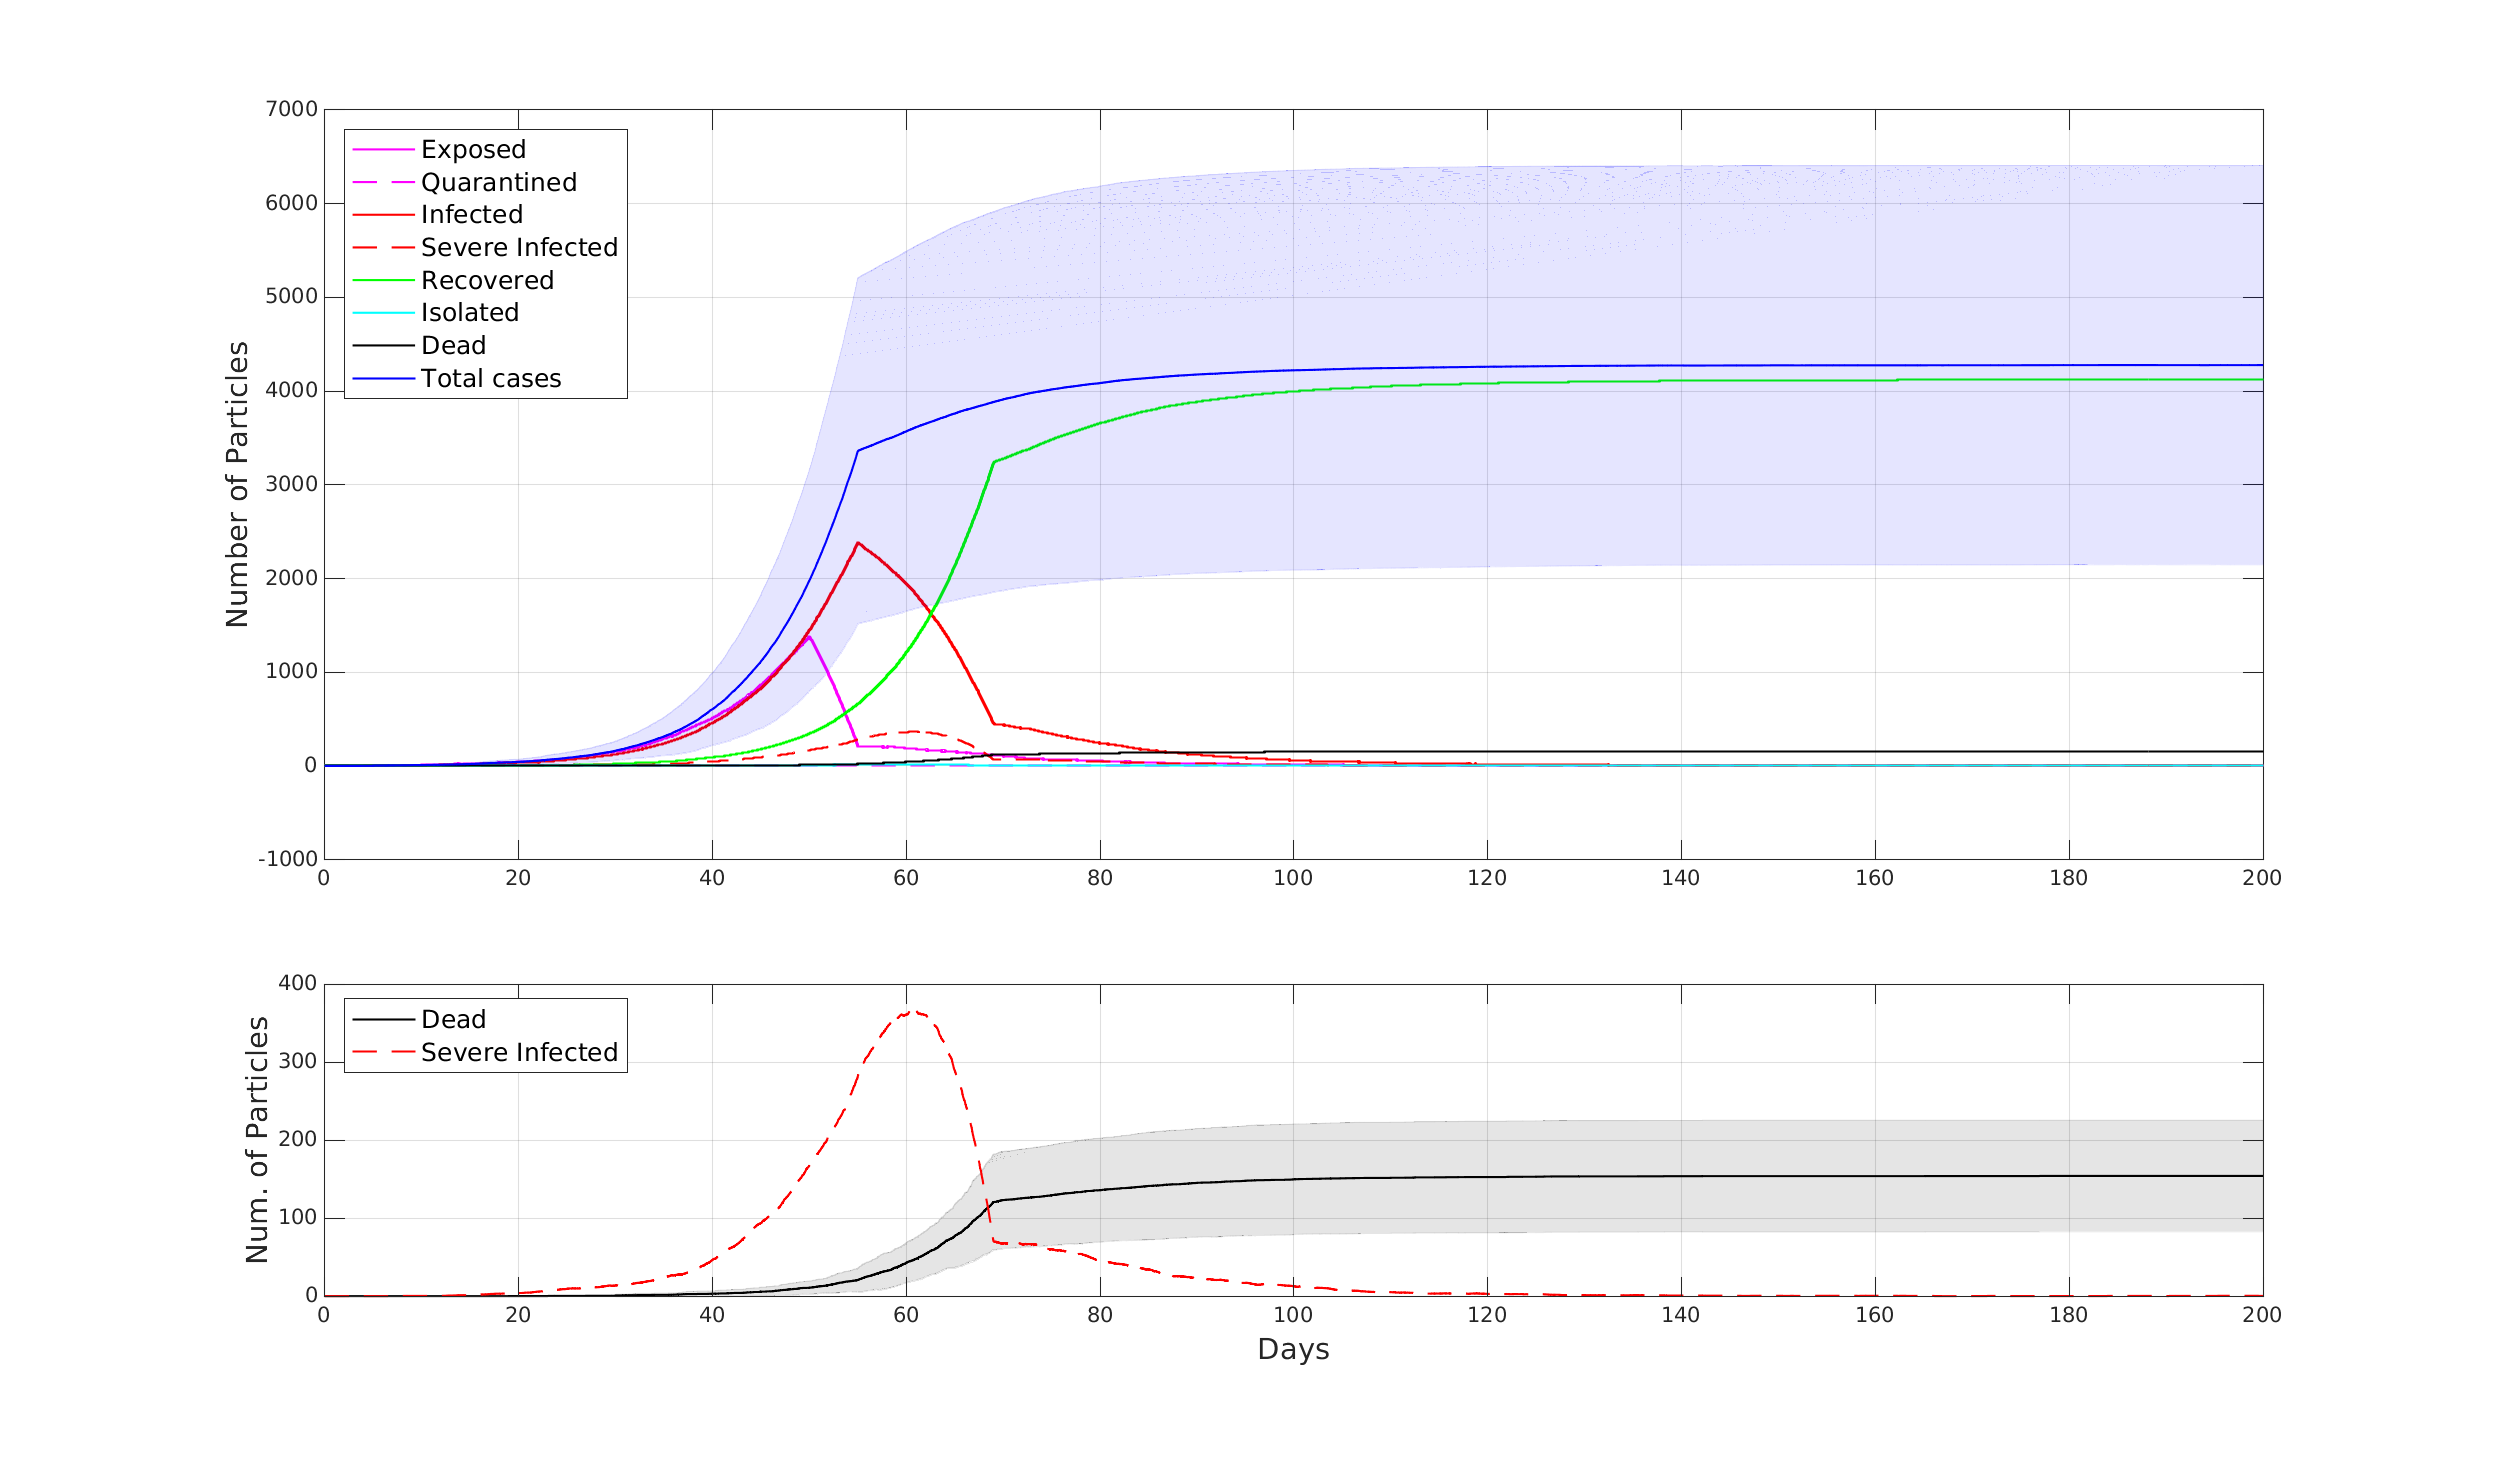 7000
6000
5000
4000
3000
2000
1000
0
-1000
Number of Particles
Exposed
Quarantined
Infected
Severe Infected
Recovered
Isolated
Dead
Total cases
0 20 40 60 80 100 120 140 160 180 200
400
300
200
100
0
Num. of Particles
Dead
Severe Infected
0 20 40 60 80 100 120 140 160 180 200
Days